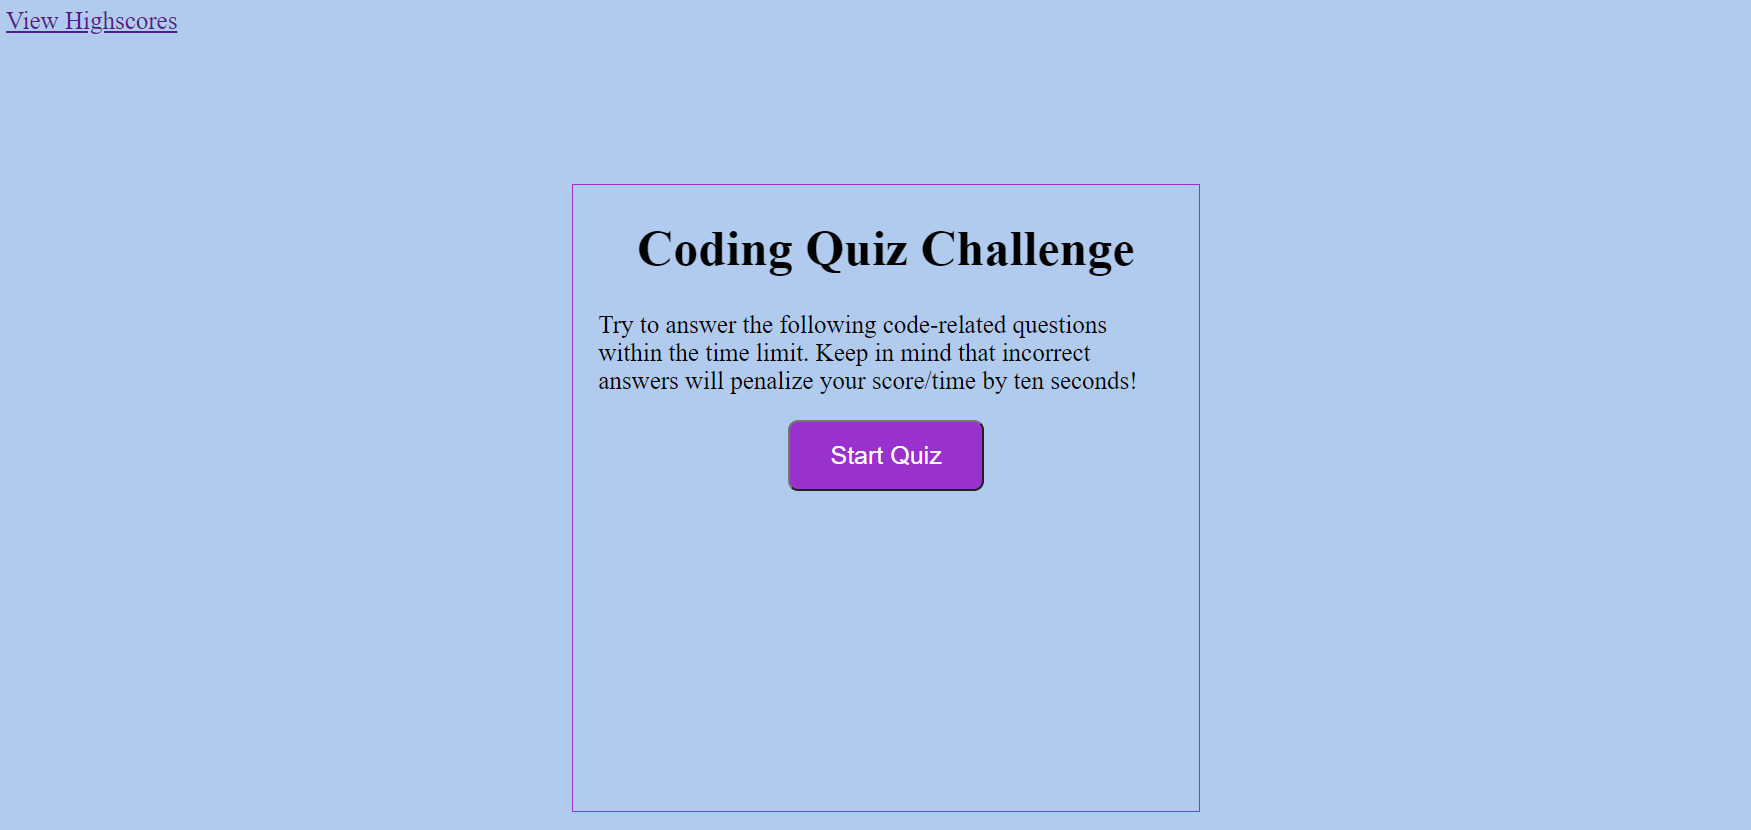 View Highscores
Coding Quiz Challenge
Try to answer the following code-related questions
within the time limit. Keep in mind that incorrect
answers will penalize your score/time by ten seconds!
Start Quiz